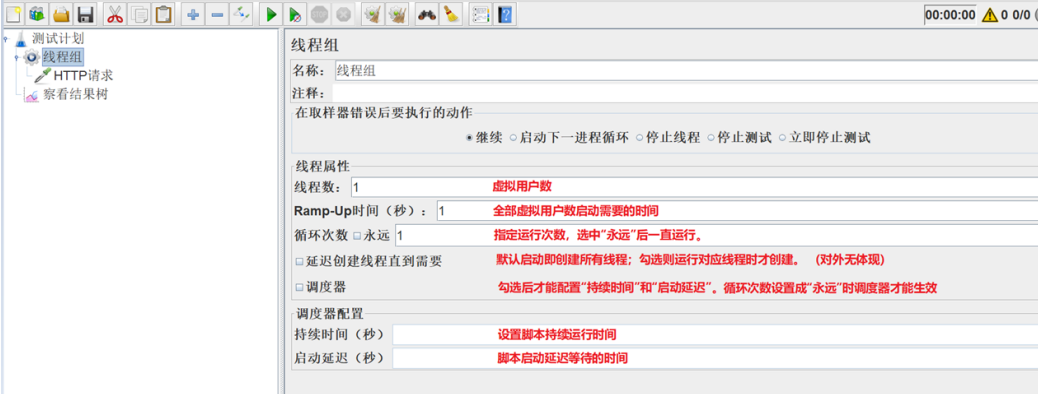 00:00:00 0 0/0
测试计划
线程组
HTTP请求
察看结果树
线程组
名称： 线程组
注释：
在取样器错误后要执行的动作
继续 启动下一进程循环 停止线程 停止测试 立即停止测试
线程属性
线程数： 1 虚拟用户数
Ramp-Up时间（秒）： 1 全部虚拟用户数启动需要的时间
循环次数 永远 1 指定运行次数，选中“永远”后一直运行。
延迟创建线程直到需要 默认启动即创建所有线程；勾选则运行对应线程时才创建。（对外无体现）
调度器 勾选后才能配置“持续时间”和“启动延迟”。循环次数设置成“永远”时调度器才能生效
调度器配置
持续时间（秒） 设置脚本持续运行时间
启动延迟（秒） 脚本启动延迟等待的时间